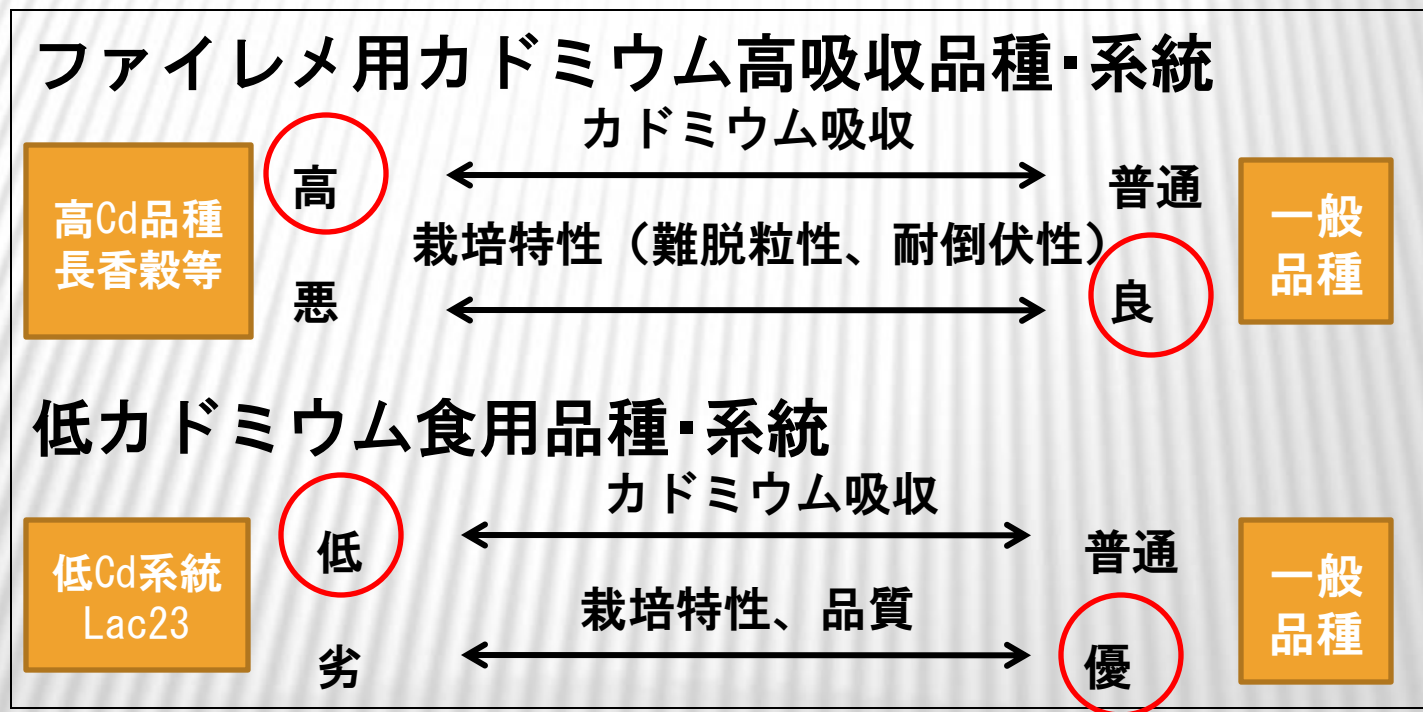 ファイレメ用カドミウム高吸収品種･系統
カドミウム吸収
高Cd品種
長香穀等
高
普通
栽培特性（難脱粒性、耐倒伏性）
悪
良
一般
品種
低カドミウム食用品種･系統
カドミウム吸収
低Cd系統
Lac23
低
普通
栽培特性、品質
劣
優
一般
品種